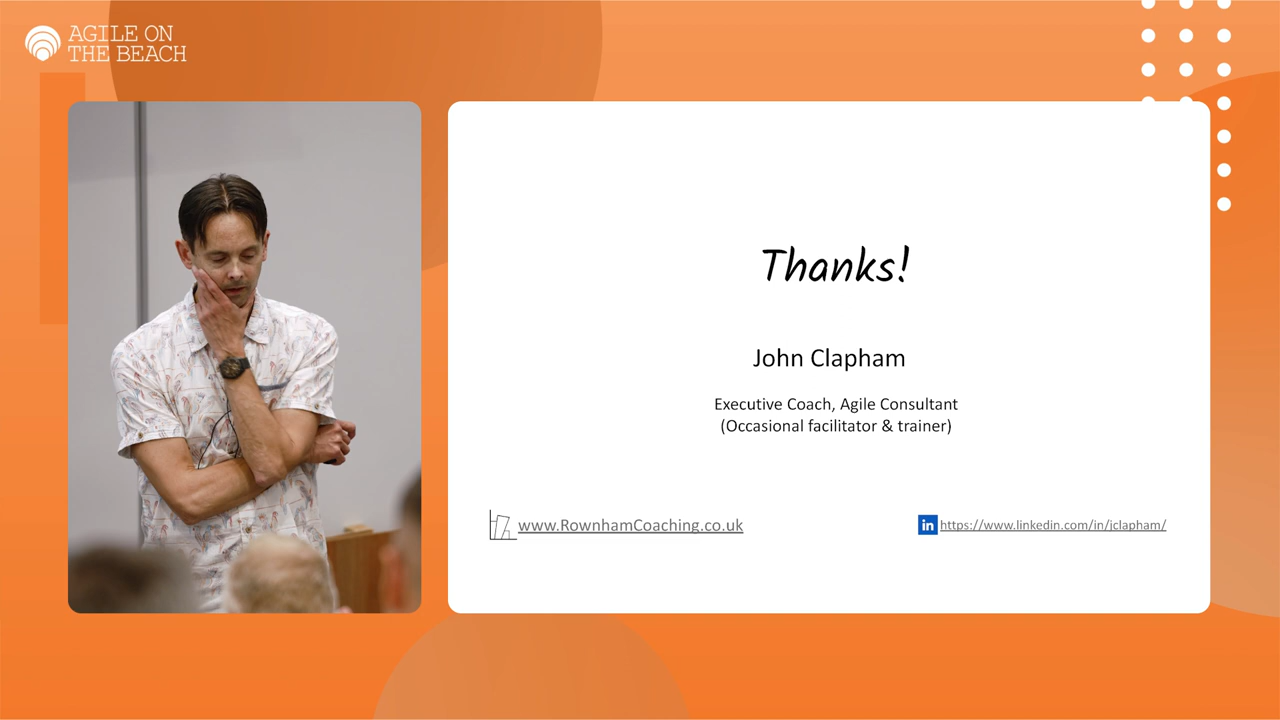 AGILE ON
THE BEACH
Thanks!
John Clapham
Executive Coach, Agile Consultant
(Occasional facilitator & trainer)
www.RownhamCoaching.co.uk
in https://www.linkedin.com/in/jclapham/